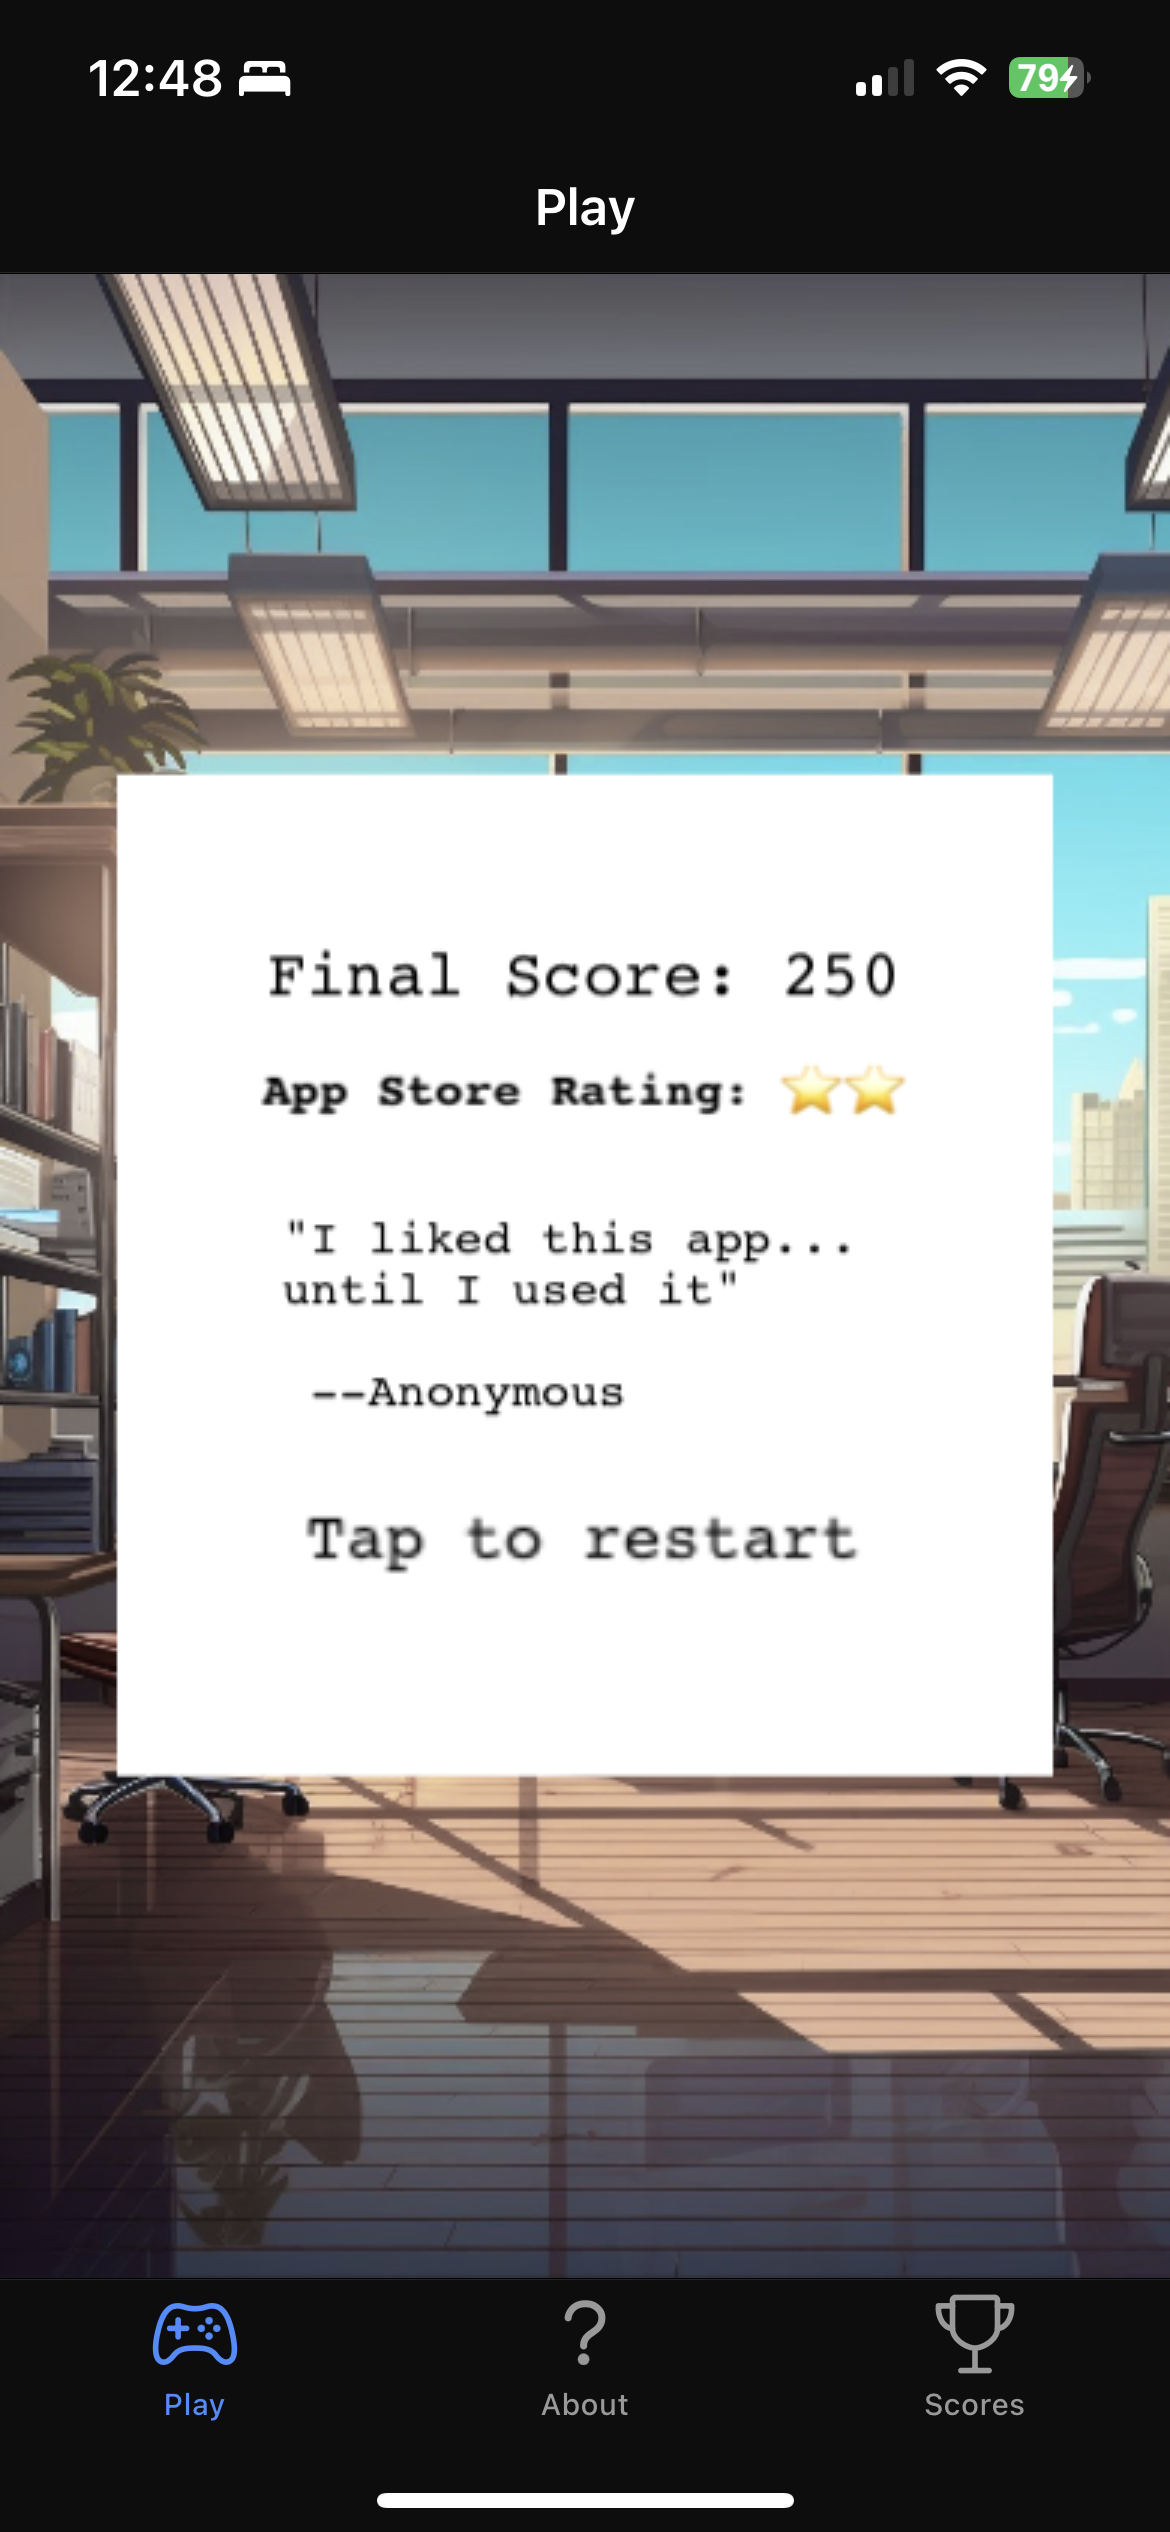 12:48
79
Play
Final Score: 250
App Store Rating: ⭐⭐
"I liked this app...
until I used it"
--Anonymous
Tap to restart
Play
About
Scores